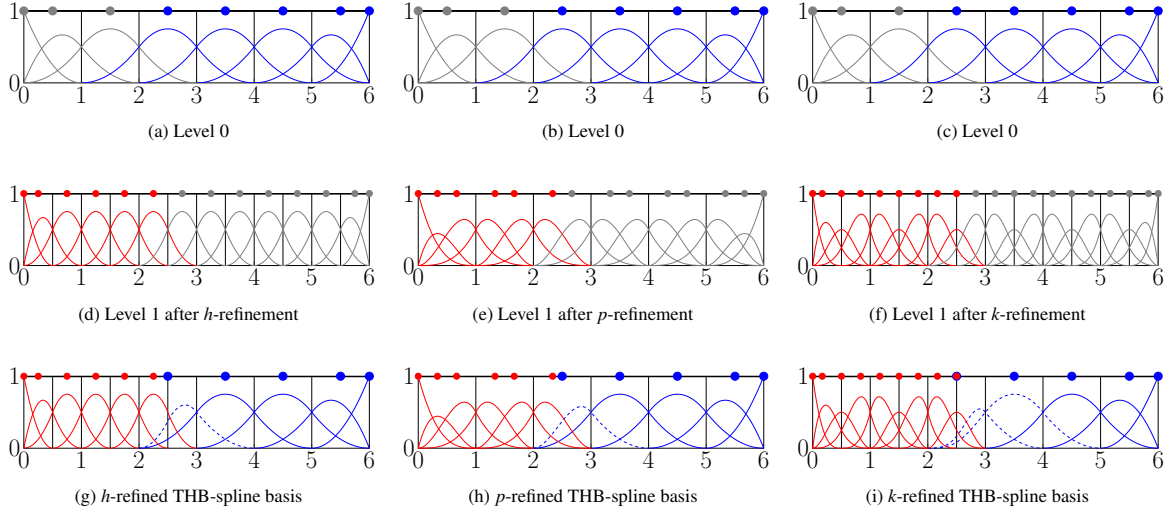 1 1 1
0 0 0
0 1 2 3 4 5 6 0 1 2 3 4 5 6 0 1 2 3 4 5 6
(a) Level 0 (b) Level 0 (c) Level 0
1 1 1
0 0 0
0 1 2 3 4 5 6 0 1 2 3 4 5 6 0 1 2 3 4 5 6
(d) Level 1 after h-refinement (e) Level 1 after p-refinement (f) Level 1 after k-refinement
1 1 1
0 0 0
0 1 2 3 4 5 6 0 1 2 3 4 5 6 0 1 2 3 4 5 6
(g) h-refined THB-spline basis (h) p-refined THB-spline basis (i) k-refined THB-spline basis